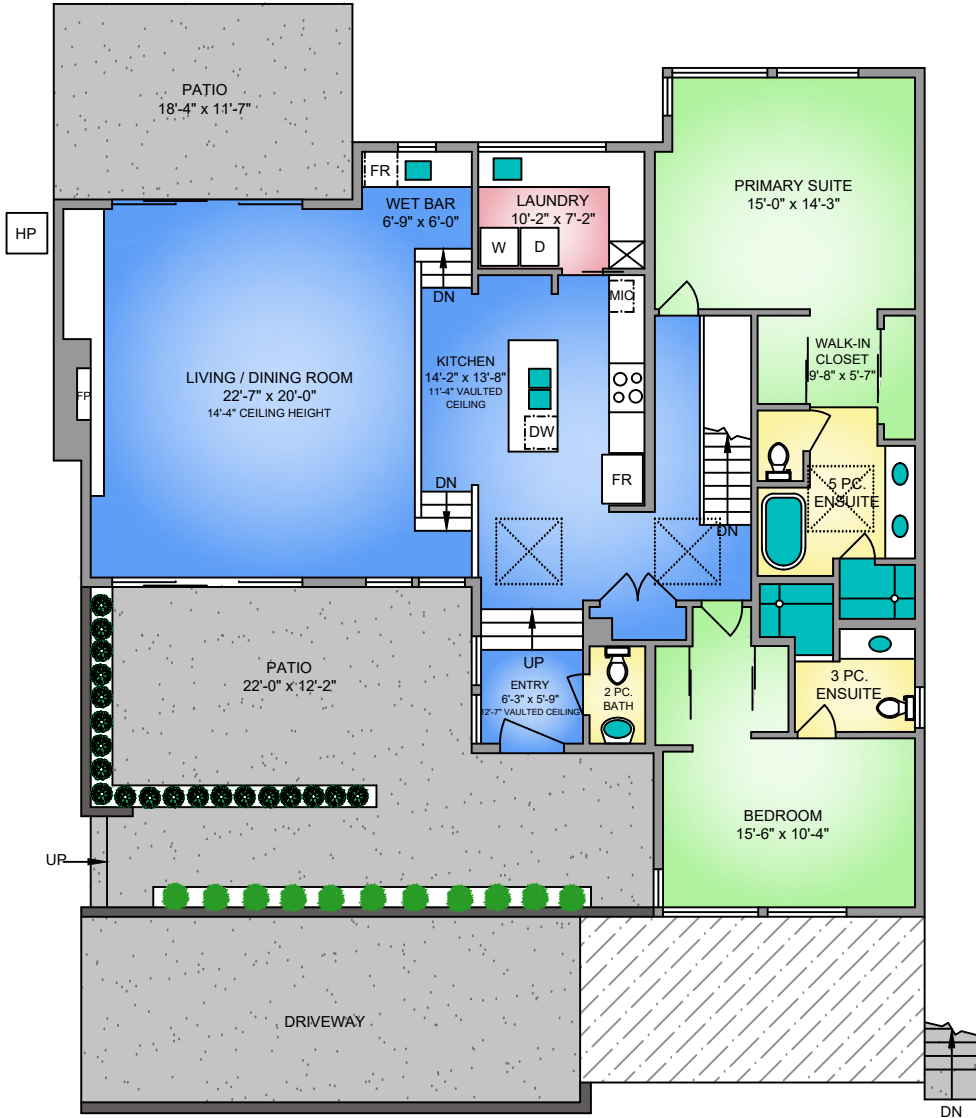 PATIO
18'-4" x 11'-7"
HP
FR
WET BAR
6'-9" x 6'-0"
LAUNDRY
10'-2" x 7'-2"
W
D
PRIMARY SUITE
15'-0" x 14'-3"
DN
MIC
WALK-IN
CLOSET
9'-8" x 5'-7"
KITCHEN
14'-2" x 13'-8"
11'-4" VAULTED
CEILING
LIVING / DINING ROOM
22'-7" x 20'-0"
14'-4" CEILING HEIGHT
FP
DW
FR
DN
DN
5 PC.
ENSUITE
UP
PATIO
22'-0" x 12'-2"
ENTRY
6'-3" x 5'-9"
12'-7" VAULTED CEILING
2 PC.
BATH
3 PC.
ENSUITE
BEDROOM
15'-6" x 10'-4"
UP
DRIVEWAY
DN